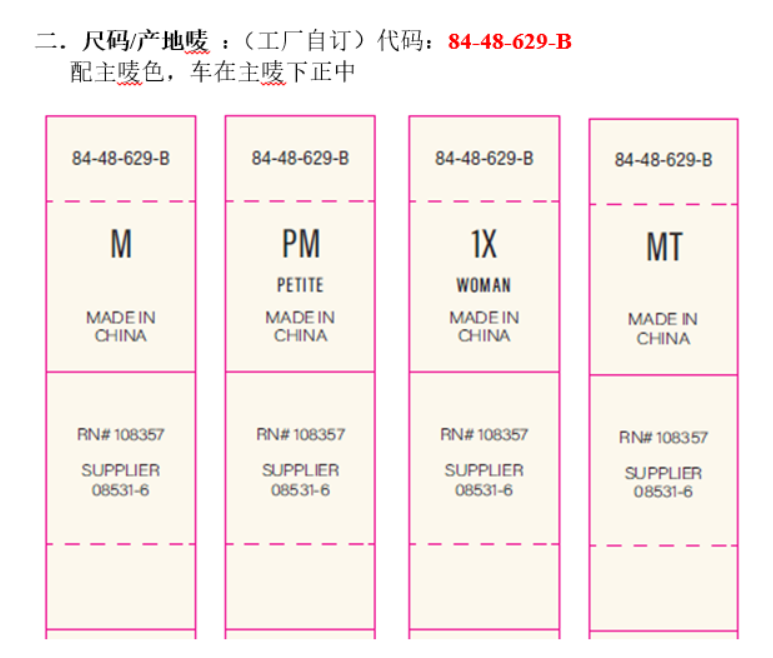 二．尺码/产地唛 ：（工厂自订）代码：84-48-629-B
配主唛色，车在主唛下正中
84-48-629-B
M
MADE IN
CHINA
RN# 108357
SUPPLIER
08531-6
84-48-629-B
PM
PETITE
MADE IN
CHINA
RN# 108357
SUPPLIER
08531-6
84-48-629-B
1X
WOMAN
MADE IN
CHINA
RN# 108357
SUPPLIER
08531-6
84-48-629-B
MT
MADE IN
CHINA
RN# 108357
SUPPLIER
08531-6